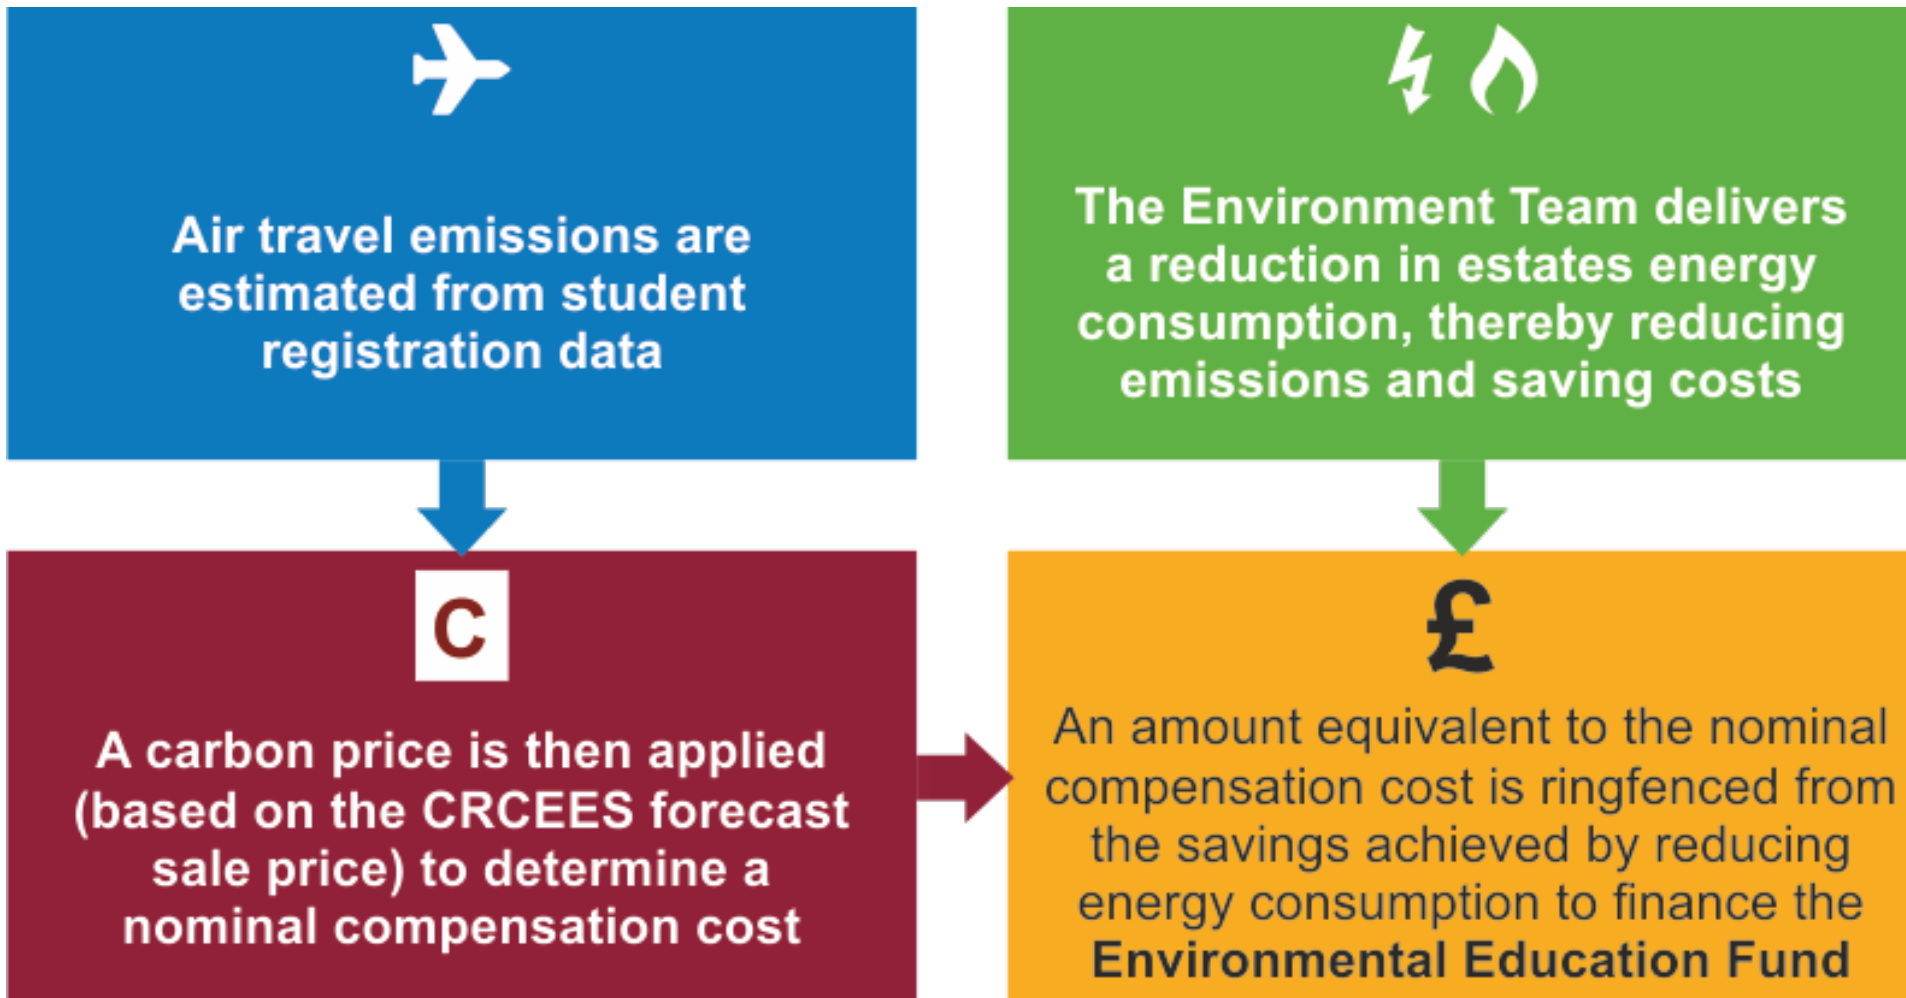 Air travel emissions are
estimated from student
registration data
The Environment Team delivers
a reduction in estates energy
consumption, thereby reducing
emissions and saving costs
C
A carbon price is then applied
(based on the CRCEES forecast
sale price) to determine a
nominal compensation cost
£
An amount equivalent to the nominal
compensation cost is ringfenced from
the savings achieved by reducing
energy consumption to finance the
Environmental Education Fund